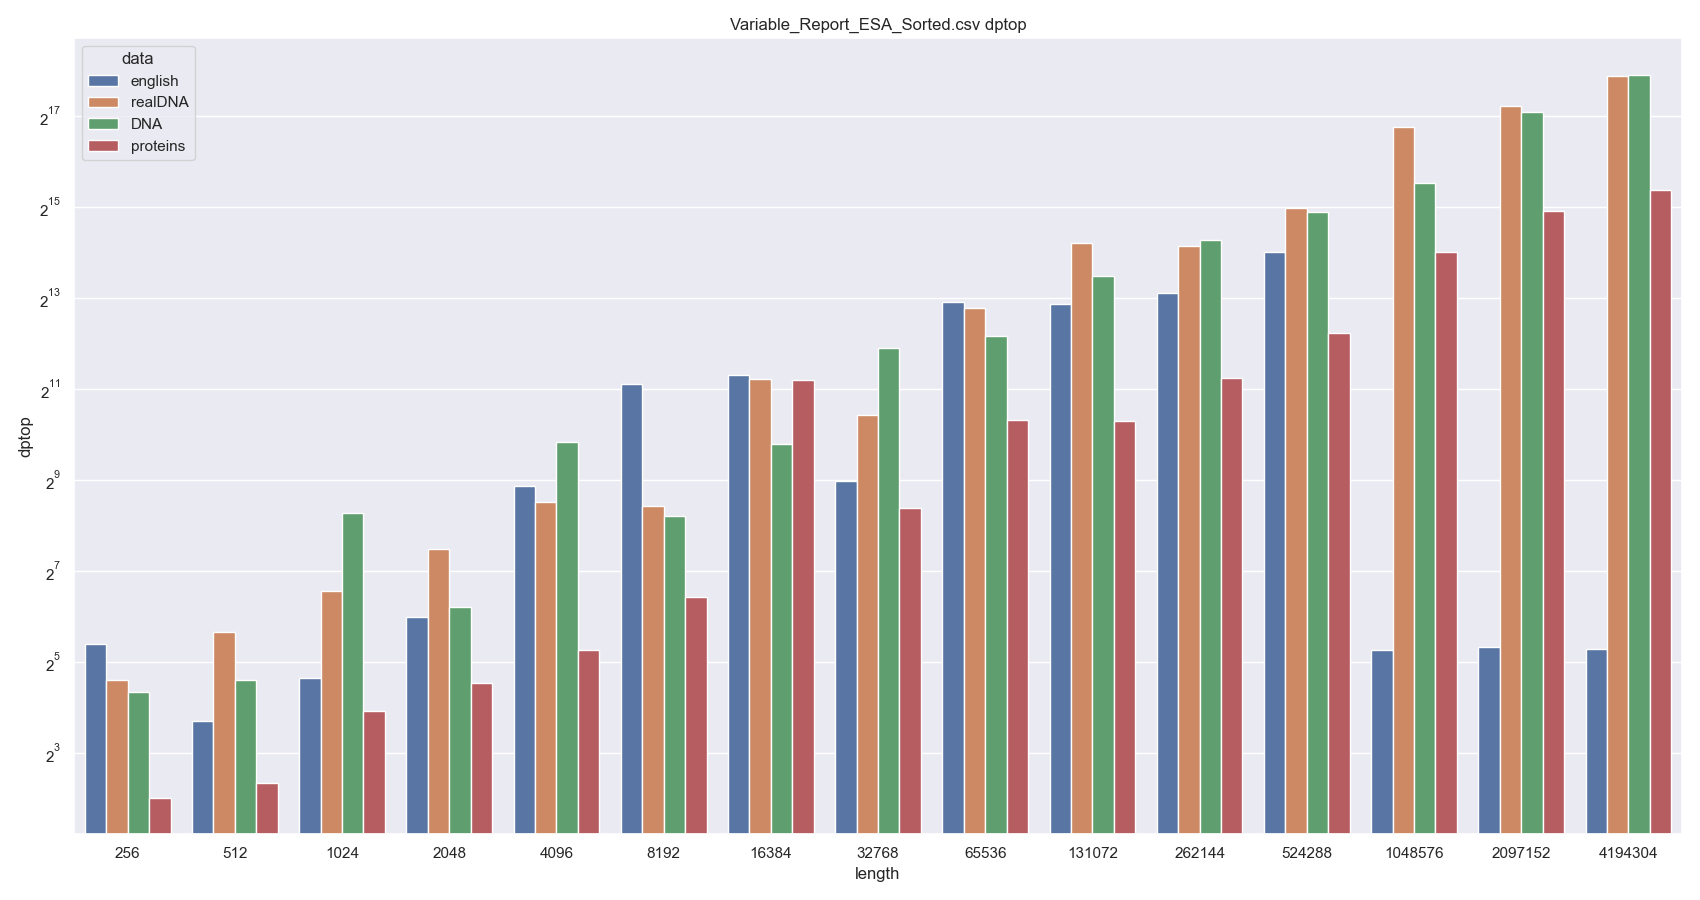 Variable_Report_ESA_Sorted.csv dptop
data
english
realDNA
DNA
proteins
2^17
2^15
2^13
2^11
2^9
2^7
2^5
2^3
dptop
256 512 1024 2048 4096 8192 16384 32768 65536 131072 262144 524288 1048576 2097152 4194304
length